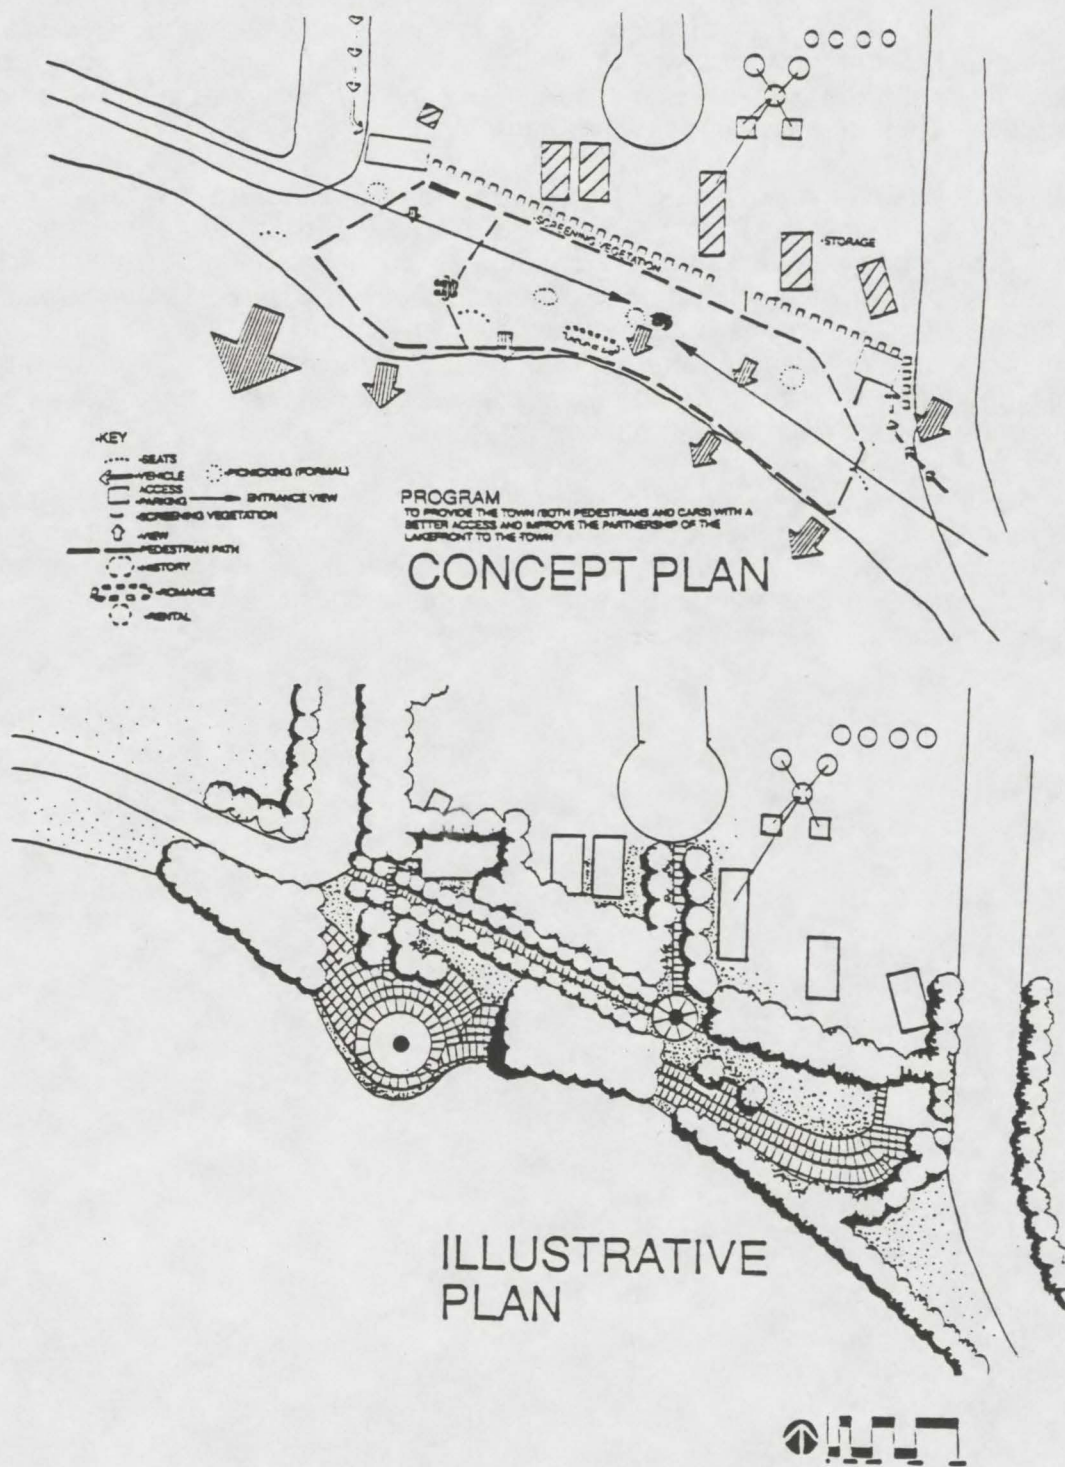 -SCREENING VEGETATION
-STORAGE
-KEY
-SEATS
-VEHICLE ACCESS
-PICNICKING (FORMAL)
-PARKING
ENTRANCE VIEW
-SCREENING VEGETATION
-VIEW
-PEDESTRIAN PATH
-HISTORY
-ROMANCE
-RENTAL
PROGRAM
TO PROVIDE THE TOWN (BOTH PEDESTRIANS AND CARS) WITH A
BETTER ACCESS AND IMPROVE THE PARTNERSHIP OF THE
LAKEFRONT TO THE TOWN
CONCEPT PLAN
ILLUSTRATIVE
PLAN